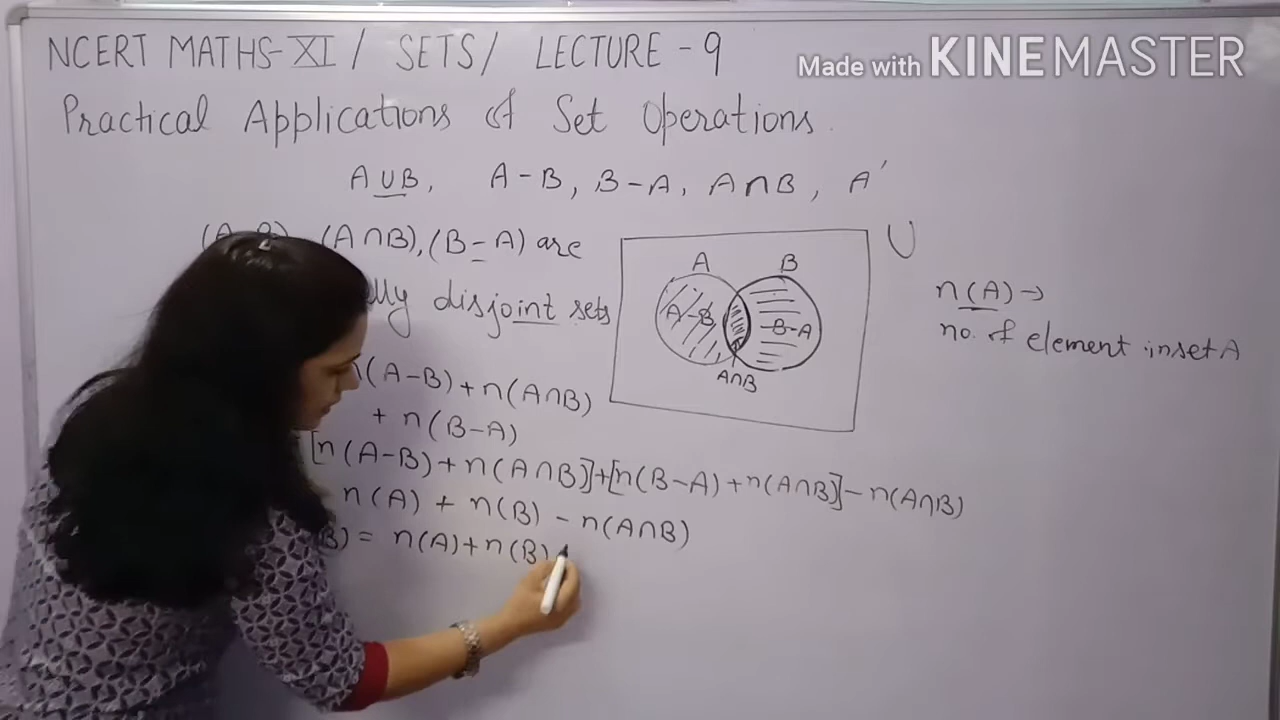 NCERT MATHS-XI / SETS / LECTURE - 9
Made with KINEMASTER
Practical Applications of Set Operations.
A∪B, A-B, B-A, A∩B, A'
(A∩B), (B-A) are
disjoint sets
U
A B
A-B B-A
A∩B
n(A)→
no. of element in set A
n(A-B) + n(A∩B)
+ n(B-A)
[n(A-B) + n(A∩B)]+[n(B-A) + n(A∩B)] - n(A∩B)
n(A) + n(B) - n(A∩B)
B) = n(A) + n(B)